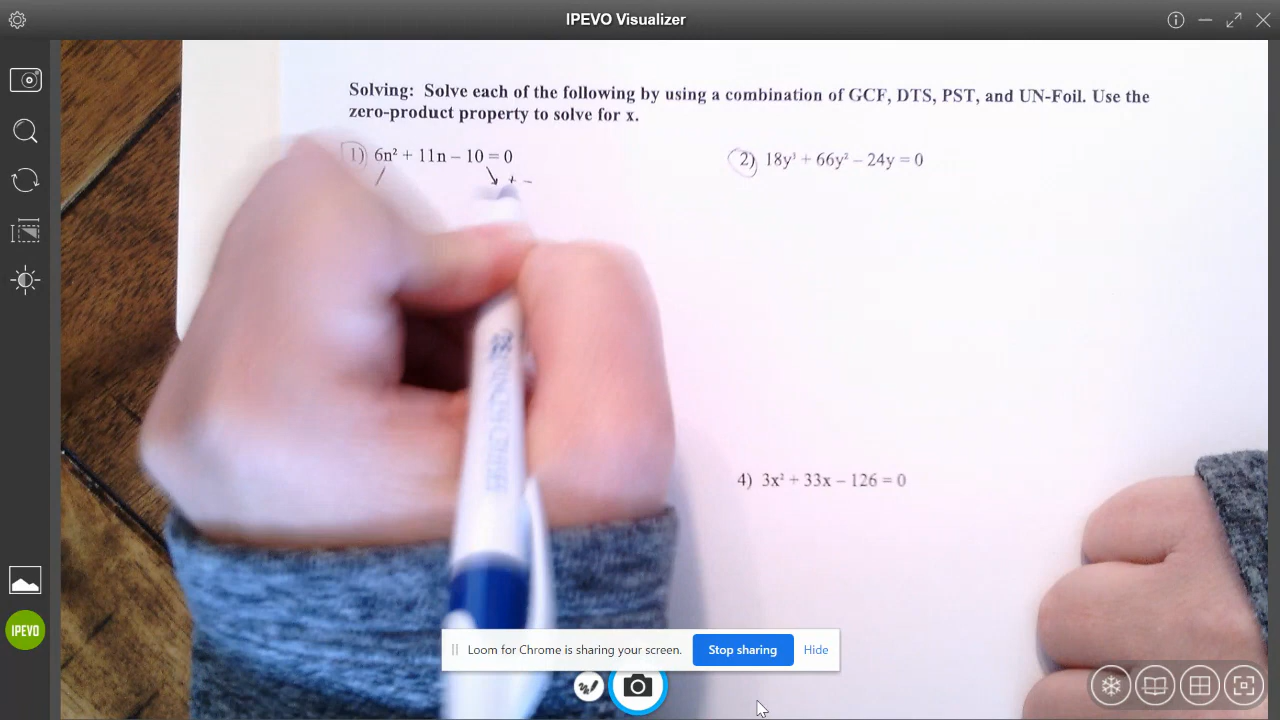 IPEVO Visualizer
Solving: Solve each of the following by using a combination of GCF, DTS, PST, and UN-Foil. Use the
zero-product property to solve for x.
1) 6n² + 11n – 10 = 0
+ –
2) 18y³ + 66y² – 24y = 0
4) 3x² + 33x – 126 = 0
IPEVO
Loom for Chrome is sharing your screen. Stop sharing Hide